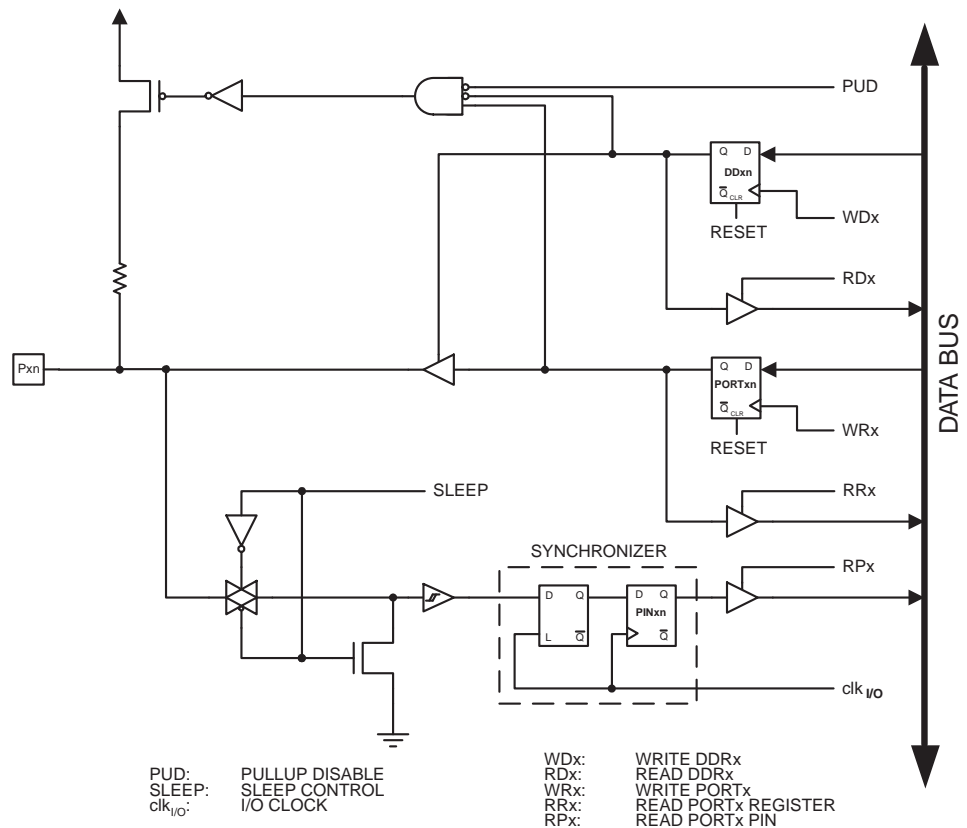 PUD
Q D
DDxn
Q CLR
WDx
RESET
RDx
Pxn
Q D
PORTxn
Q CLR
WRx
RESET
DATA BUS
SLEEP
RRx
SYNCHRONIZER
RPx
D Q
L Q
D Q
PINxn
Q
clk I/O
PUD: PULLUP DISABLE
SLEEP: SLEEP CONTROL
clkI/O: I/O CLOCK
WDx: WRITE DDRx
RDx: READ DDRx
WRx: WRITE PORTx
RRx: READ PORTx REGISTER
RPx: READ PORTx PIN